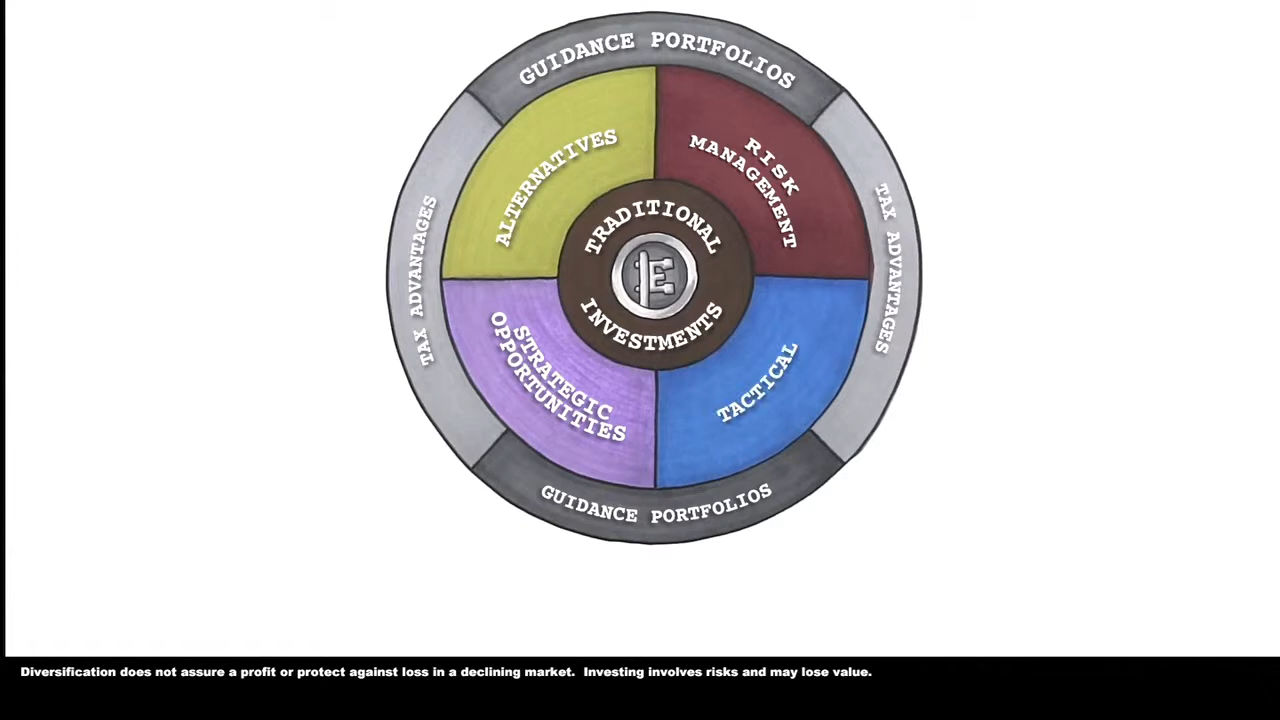 GUIDANCE PORTFOLIOS
ALTERNATIVES
RISK
MANAGEMENT
TAX ADVANTAGES
TAX ADVANTAGES
TRADITIONAL
E
INVESTMENTS
STRATEGIC
OPPORTUNITIES
TACTICAL
GUIDANCE PORTFOLIOS
Diversification does not assure a profit or protect against loss in a declining market.  Investing involves risks and may lose value.